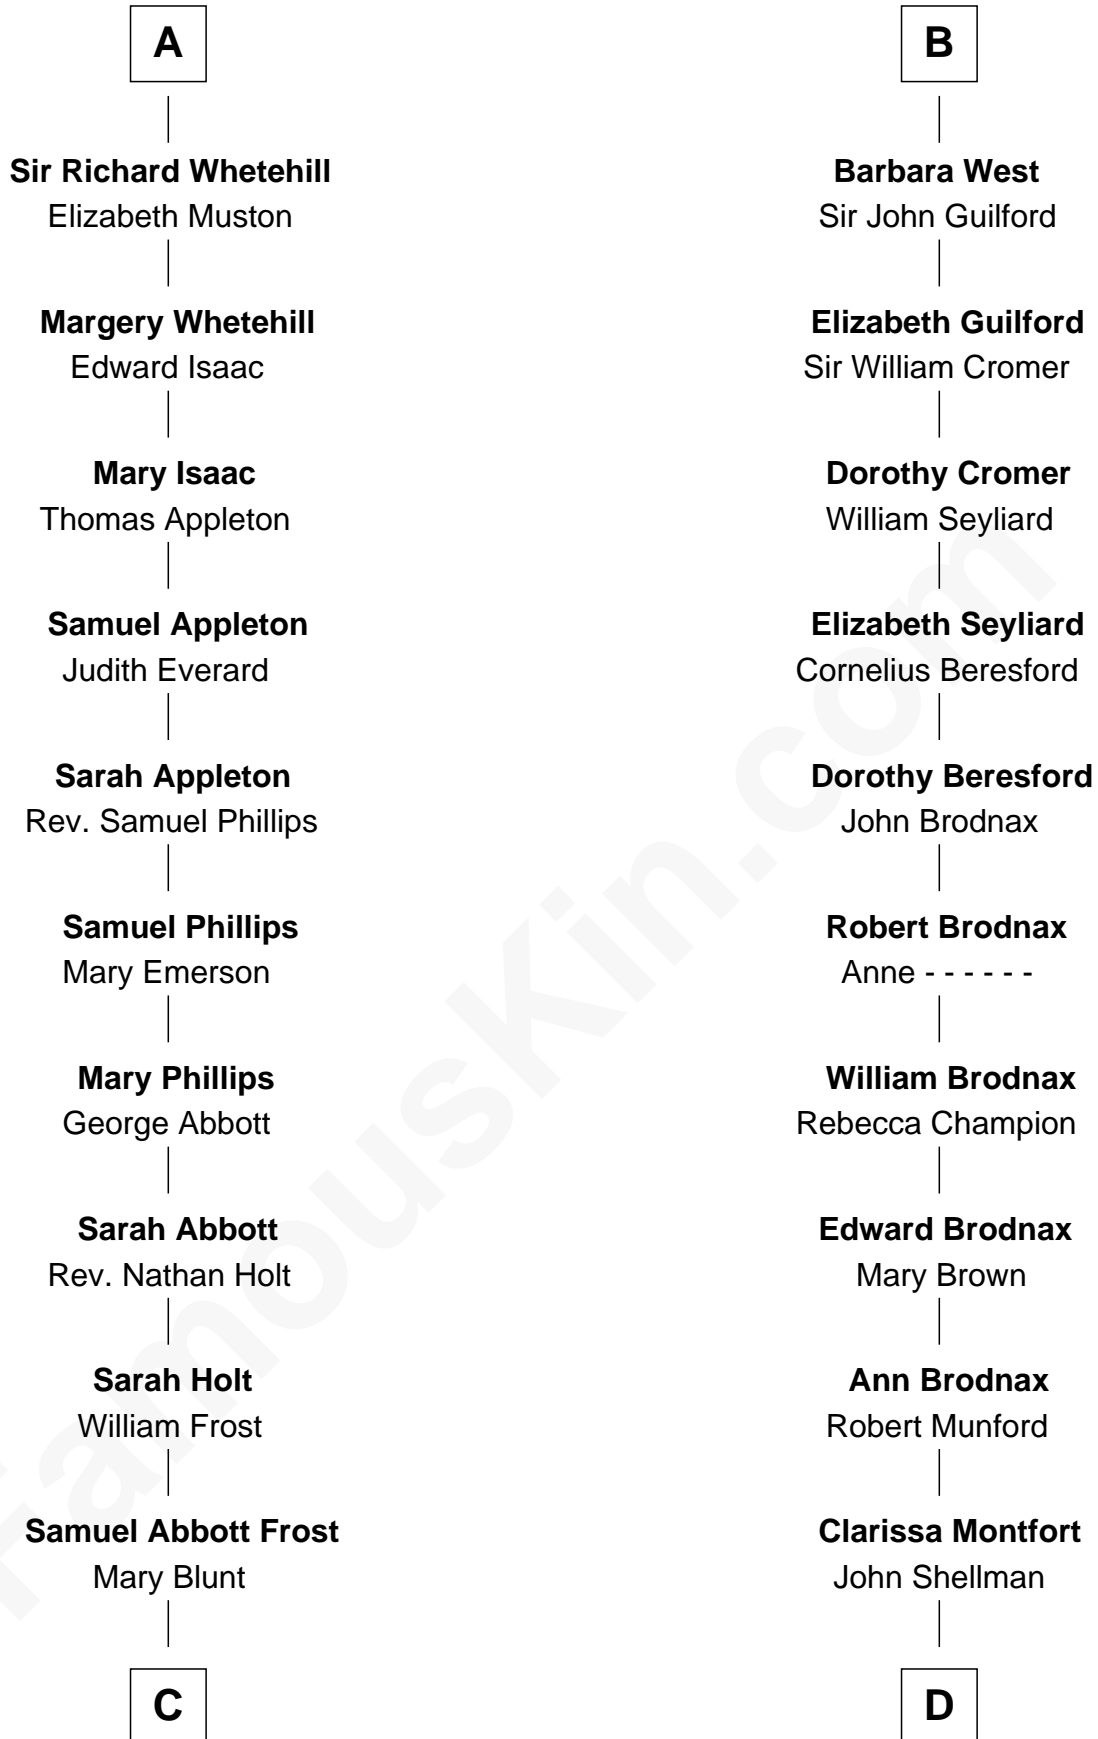 A
Sir Richard Whetehill
Elizabeth Muston
Margery Whetehill
Edward Isaac
Mary Isaac
Thomas Appleton
Samuel Appleton
Judith Everard
Sarah Appleton
Rev. Samuel Phillips
Samuel Phillips
Mary Emerson
Mary Phillips
George Abbott
Sarah Abbott
Rev. Nathan Holt
Sarah Holt
William Frost
Samuel Abbott Frost
Mary Blunt
C
B
Barbara West
Sir John Guilford
Elizabeth Guilford
Sir William Cromer
Dorothy Cromer
William Seyliard
Elizabeth Seyliard
Cornelius Beresford
Dorothy Beresford
John Brodnax
Robert Brodnax
Anne - - - - - -
William Brodnax
Rebecca Champion
Edward Brodnax
Mary Brown
Ann Brodnax
Robert Munford
Clarissa Montfort
John Shellman
D
FamousKin.com